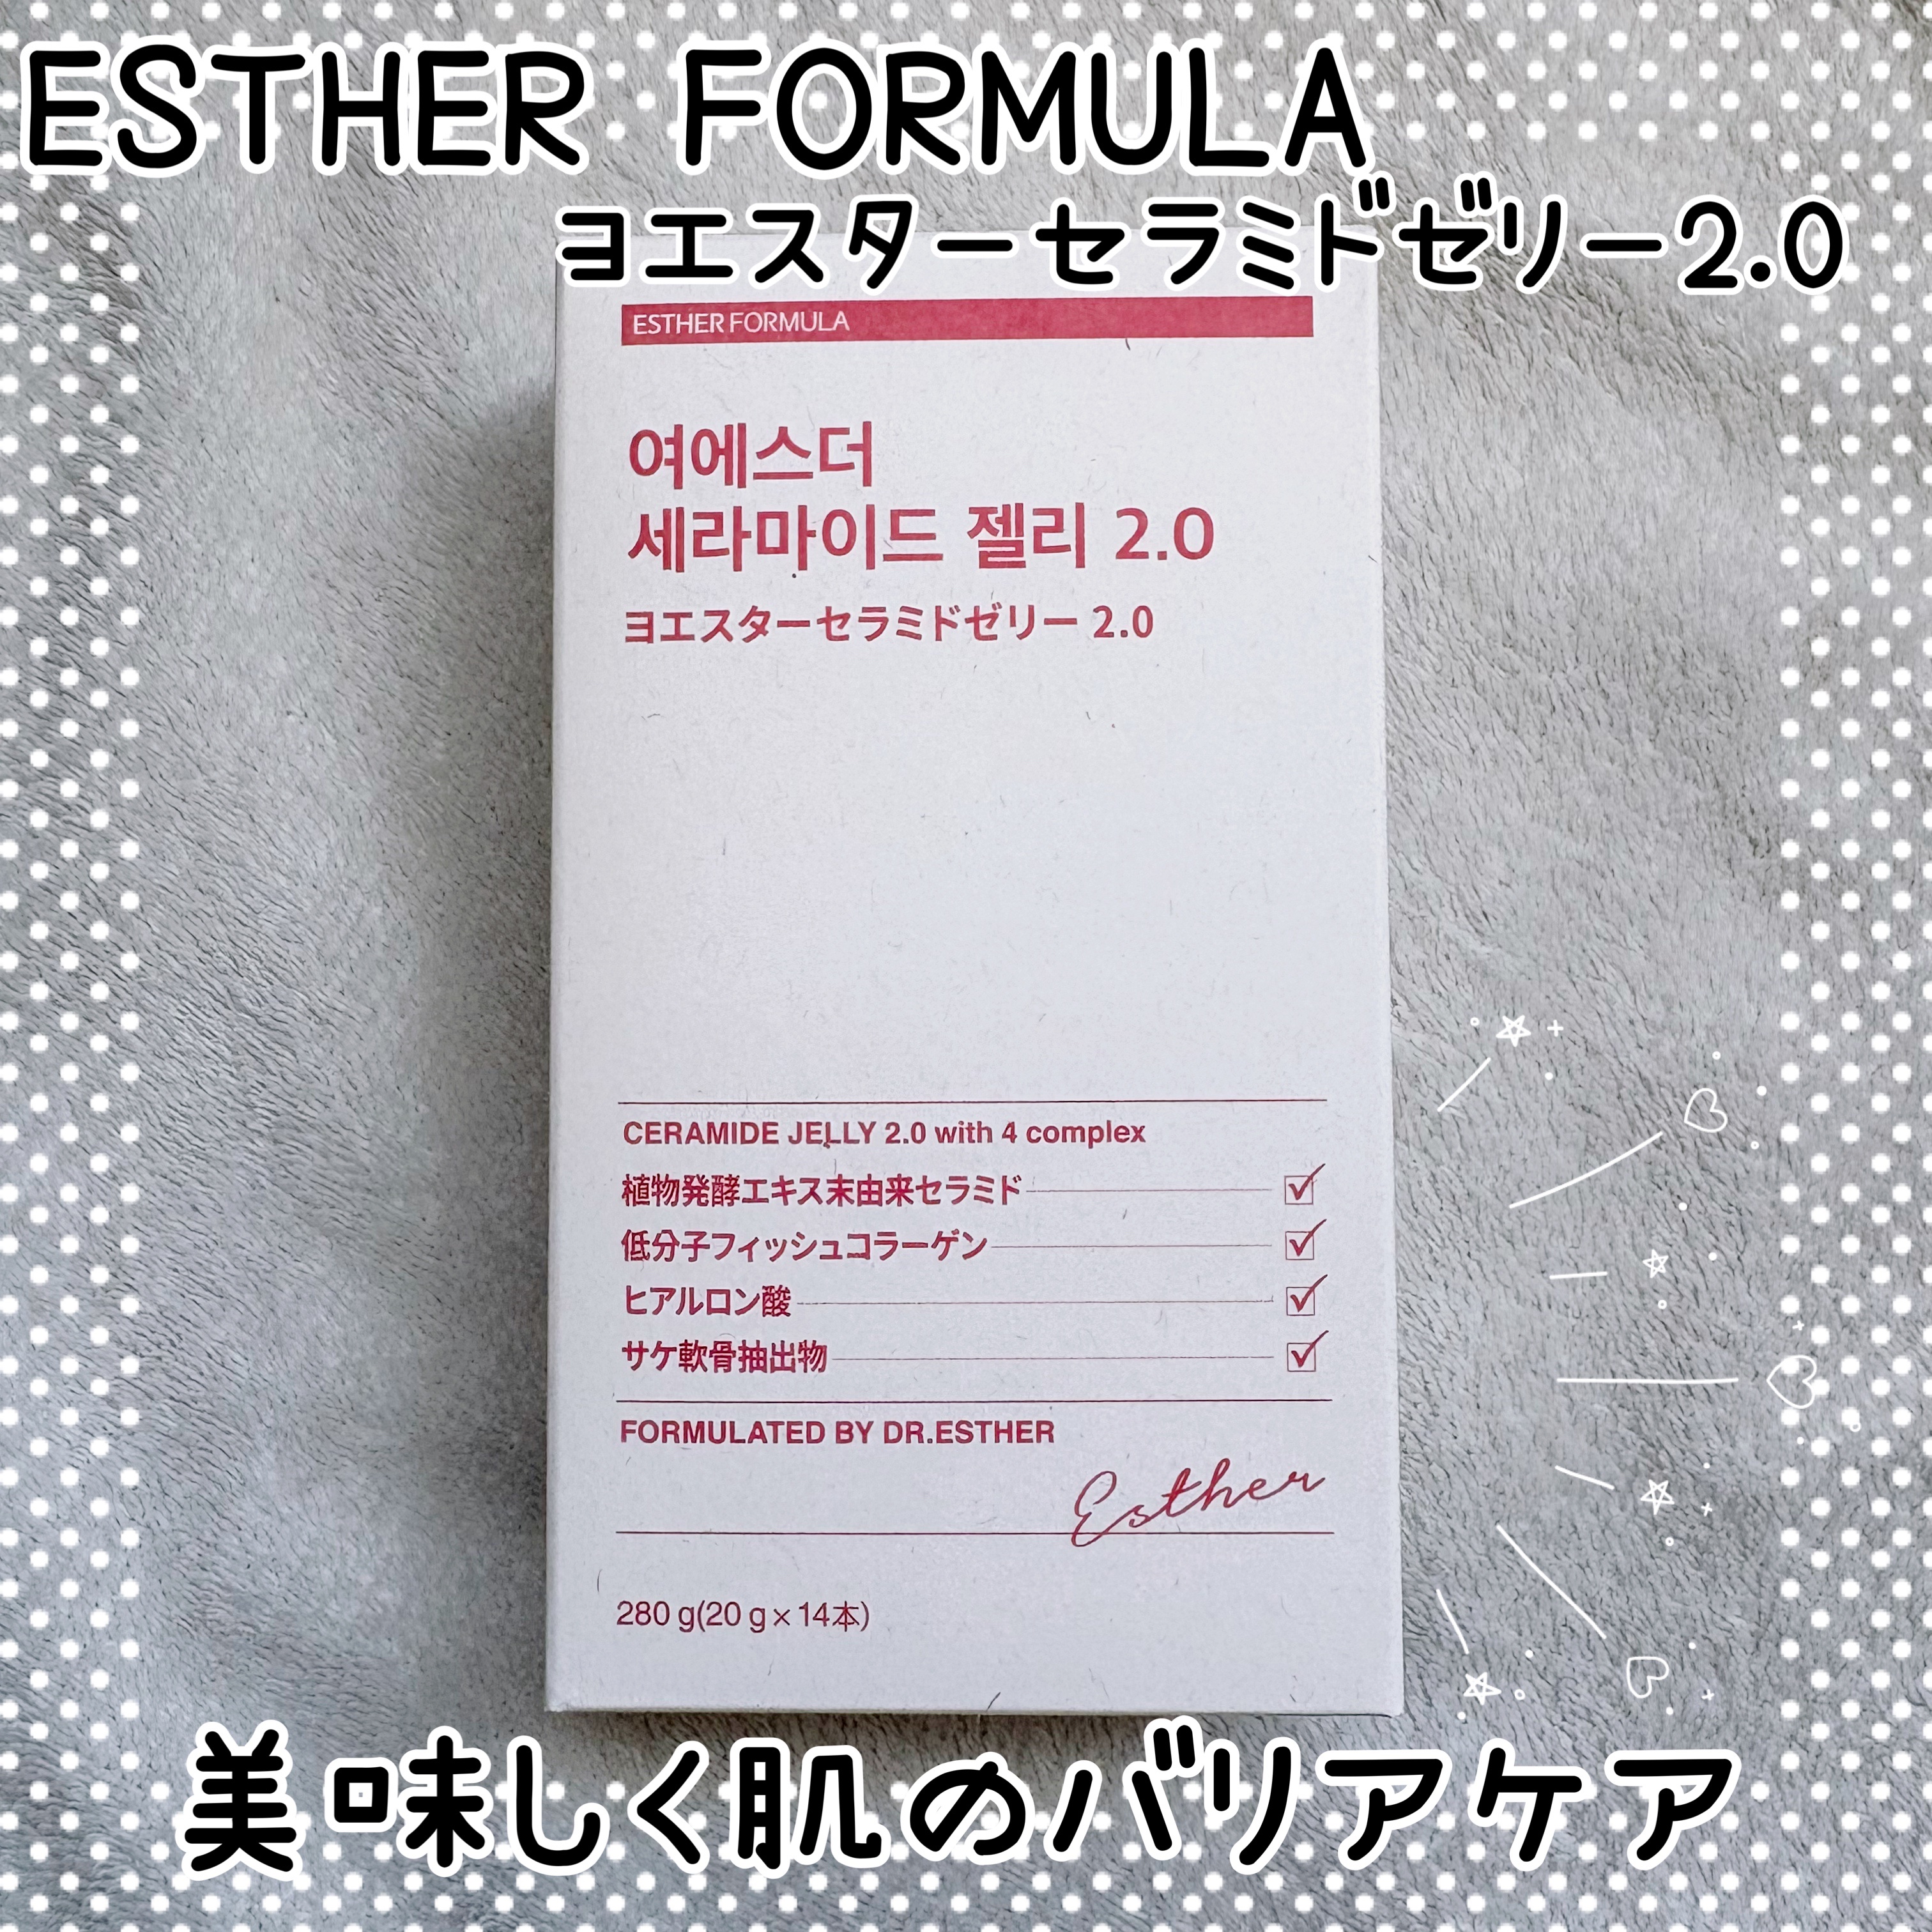 ESTHER FORMULA
ヨエスターセラミドゼリー2.0
ESTHER FORMULA
여에스더
세라마이드 젤리 2.0
ヨエスターセラミドゼリー 2.0
CERAMIDE JELLY 2.0 with 4 complex
植物発酵エキス末由来セラミド
低分子フィッシュコラーゲン
ヒアルロン酸
サケ軟骨抽出物
FORMULATED BY DR.ESTHER
Esther
280 g(20 g×14本)
美味しく肌のバリアケア